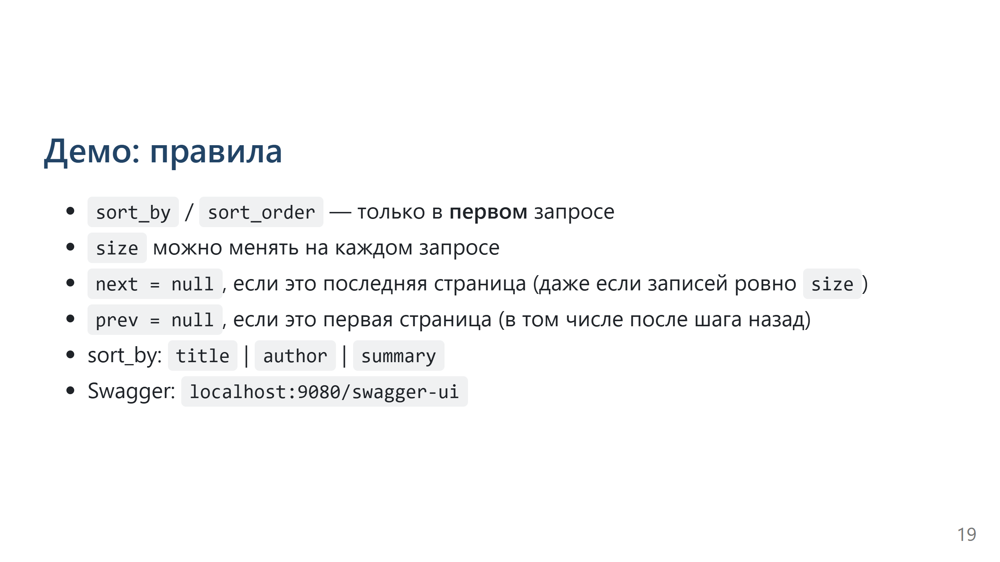 Демо: правила
• sort_by / sort_order — только в первом запросе
• size можно менять на каждом запросе
• next = null, если это последняя страница (даже если записей ровно size)
• prev = null, если это первая страница (в том числе после шага назад)
• sort_by: title | author | summary
• Swagger: localhost:9080/swagger-ui
19